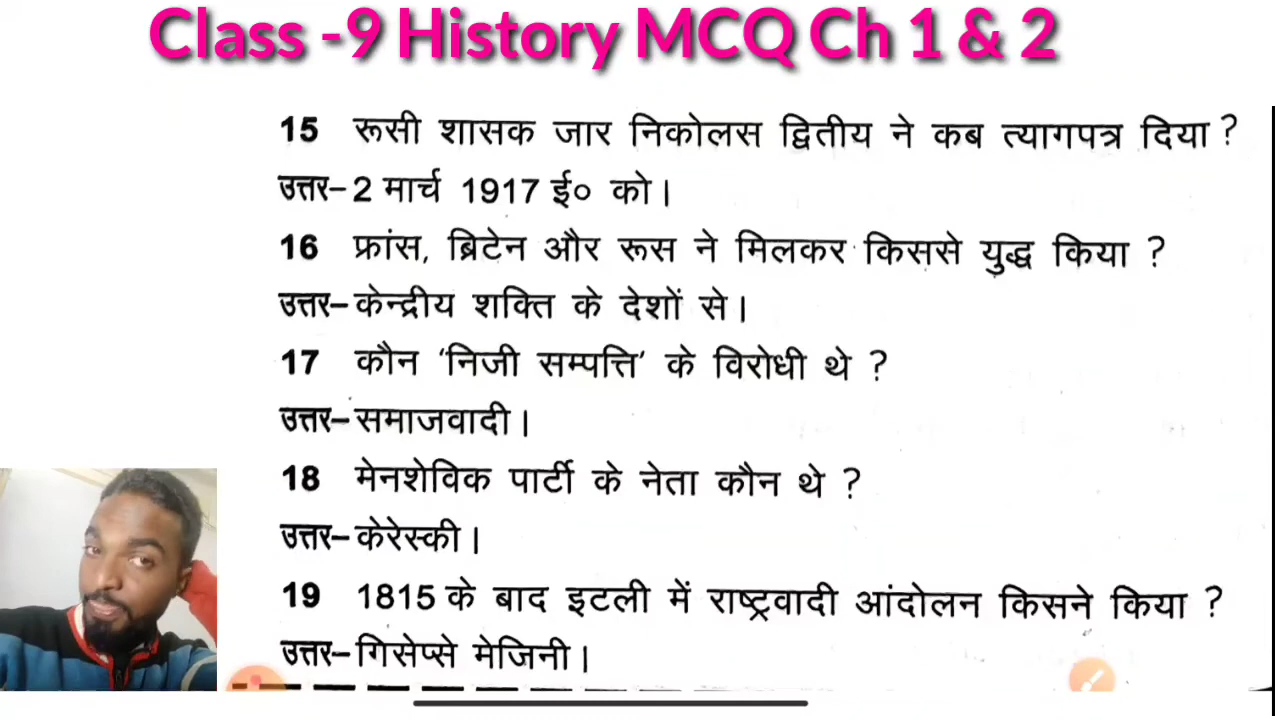 Class -9 History MCQ Ch 1 & 2
15 रूसी शासक जार निकोलस द्वितीय ने कब त्यागपत्र दिया ?
उत्तर– 2 मार्च 1917 ई० को।
16 फ्रांस, ब्रिटेन और रूस ने मिलकर किससे युद्ध किया ?
उत्तर– केन्द्रीय शक्ति के देशों से।
17 कौन ‘निजी सम्पत्ति’ के विरोधी थे ?
उत्तर– समाजवादी।
18 मेनशेविक पार्टी के नेता कौन थे ?
उत्तर– केरेस्की।
19 1815 के बाद इटली में राष्ट्रवादी आंदोलन किसने किया ?
उत्तर– गिसेप्से मेजिनी।